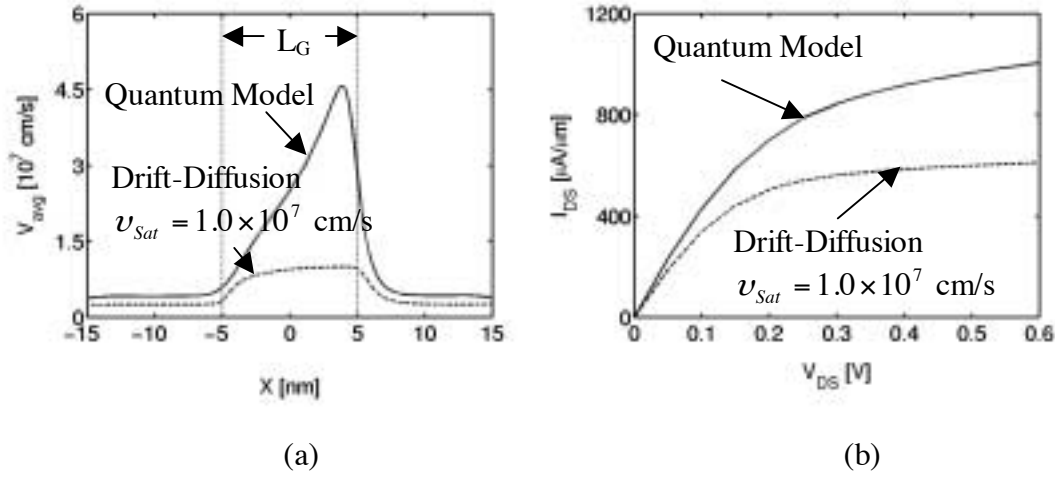 6
4.5
3
1.5
0
V_avg [10^7 cm/s]
L_G
Quantum Model
Drift-Diffusion
υ_Sat = 1.0×10^7 cm/s
−15 −10 −5 0 5 10 15
X [nm]
(a)
1200
800
400
0
I_DS [μA/μm]
Quantum Model
Drift-Diffusion
υ_Sat = 1.0×10^7 cm/s
0 0.1 0.2 0.3 0.4 0.5 0.6
V_DS [V]
(b)